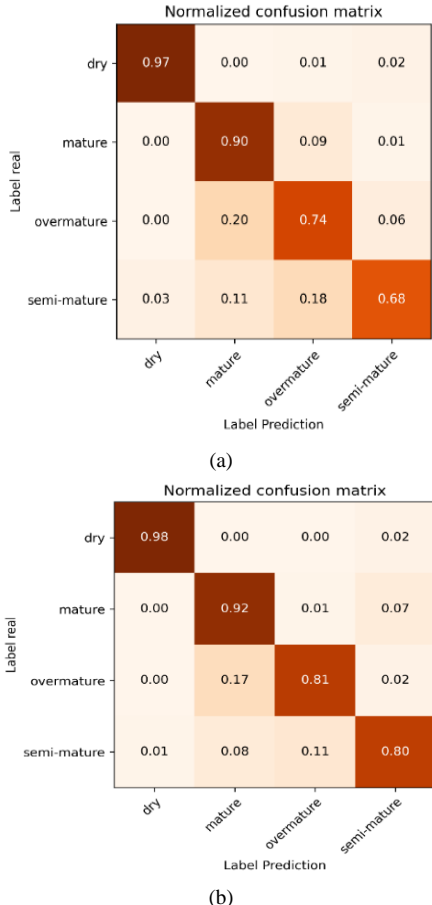 Normalized confusion matrix
dry 0.97 0.00 0.01 0.02
mature 0.00 0.90 0.09 0.01
overmature 0.00 0.20 0.74 0.06
semi-mature 0.03 0.11 0.18 0.68
Label real
dry mature overmature semi-mature
Label Prediction
(a)
Normalized confusion matrix
dry 0.98 0.00 0.00 0.02
mature 0.00 0.92 0.01 0.07
overmature 0.00 0.17 0.81 0.02
semi-mature 0.01 0.08 0.11 0.80
Label real
dry mature overmature semi-mature
Label Prediction
(b)